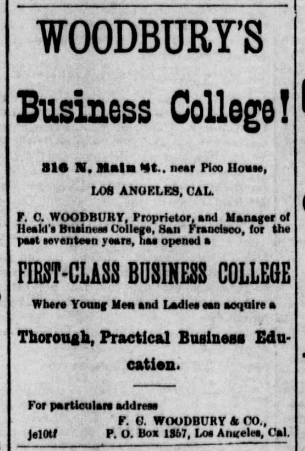 WOODBURY'S
Business College!
316 N. Main St., near Pico House,
LOS ANGELES, CAL.
F. C. WOODBURY, Proprietor, and Manager of
Heald's Business College, San Francisco, for the
past seventeen years, has opened a
FIRST-CLASS BUSINESS COLLEGE
Where Young Men and Ladies can acquire a
Thorough, Practical Business Edu-
cation.
For particulars address
F. C. WOODBURY & CO.,
je10tf P. O. Box 1357, Los Angeles, Cal.